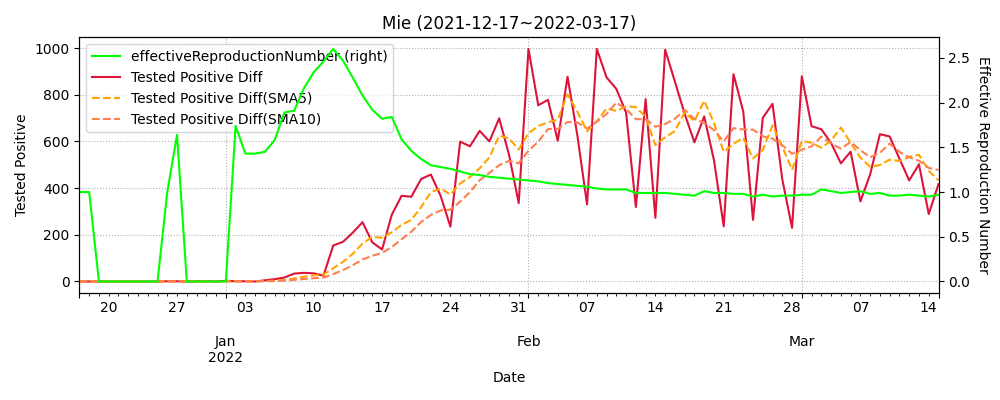 Mie (2021-12-17~2022-03-17)
effectiveReproductionNumber (right)
Tested Positive Diff
Tested Positive Diff(SMA5)
Tested Positive Diff(SMA10)
Tested Positive
1000
800
600
400
200
0
Effective Reproduction Number
2.5
2.0
1.5
1.0
0.5
0.0
20 27 03 10 17 24 31 07 14 21 28 07 14
Jan Feb Mar
2022
Date